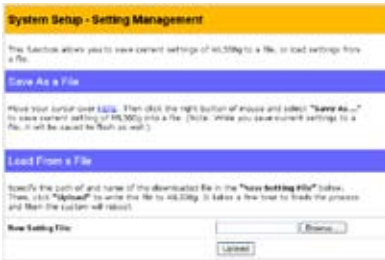 System Setup - Setting Management
This function allows you to save current settings of to a file, or load settings from
a file.
Save As a File
Move your cursor over HERE. Then click the right button of mouse and select "Save As..."
to save current setting of into a file. (Note. While you save current settings to a
file, it will be saved to flash as well.)
Load From a File
Specify the path of and name of the downloaded file in the "New Setting File" below.
Then, click "Upload" to write the file to It takes a few time to finish the process
and then the system will reboot.
New Setting File: Browse...
Upload